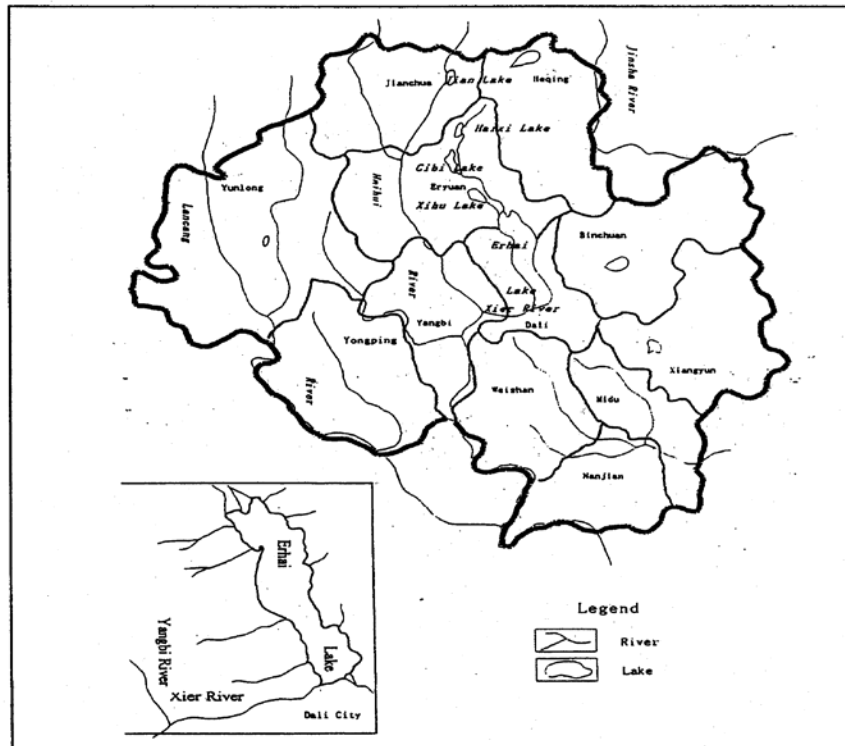 Jinsha River
Jianchua
Jian Lake
Heqing
Haixi Lake
Cibi Lake
Eryuan
Xihu Lake
Haihui
Yunlong
Lancang
Binchuan
Erhai
Lake
River
Xier River
Yangbi
Dali
Yongping
River
Weishan
Midu
Xiangyun
Nanjian
Erhai
Lake
Yangbi River
Xier River
Dali City
Legend
River
Lake